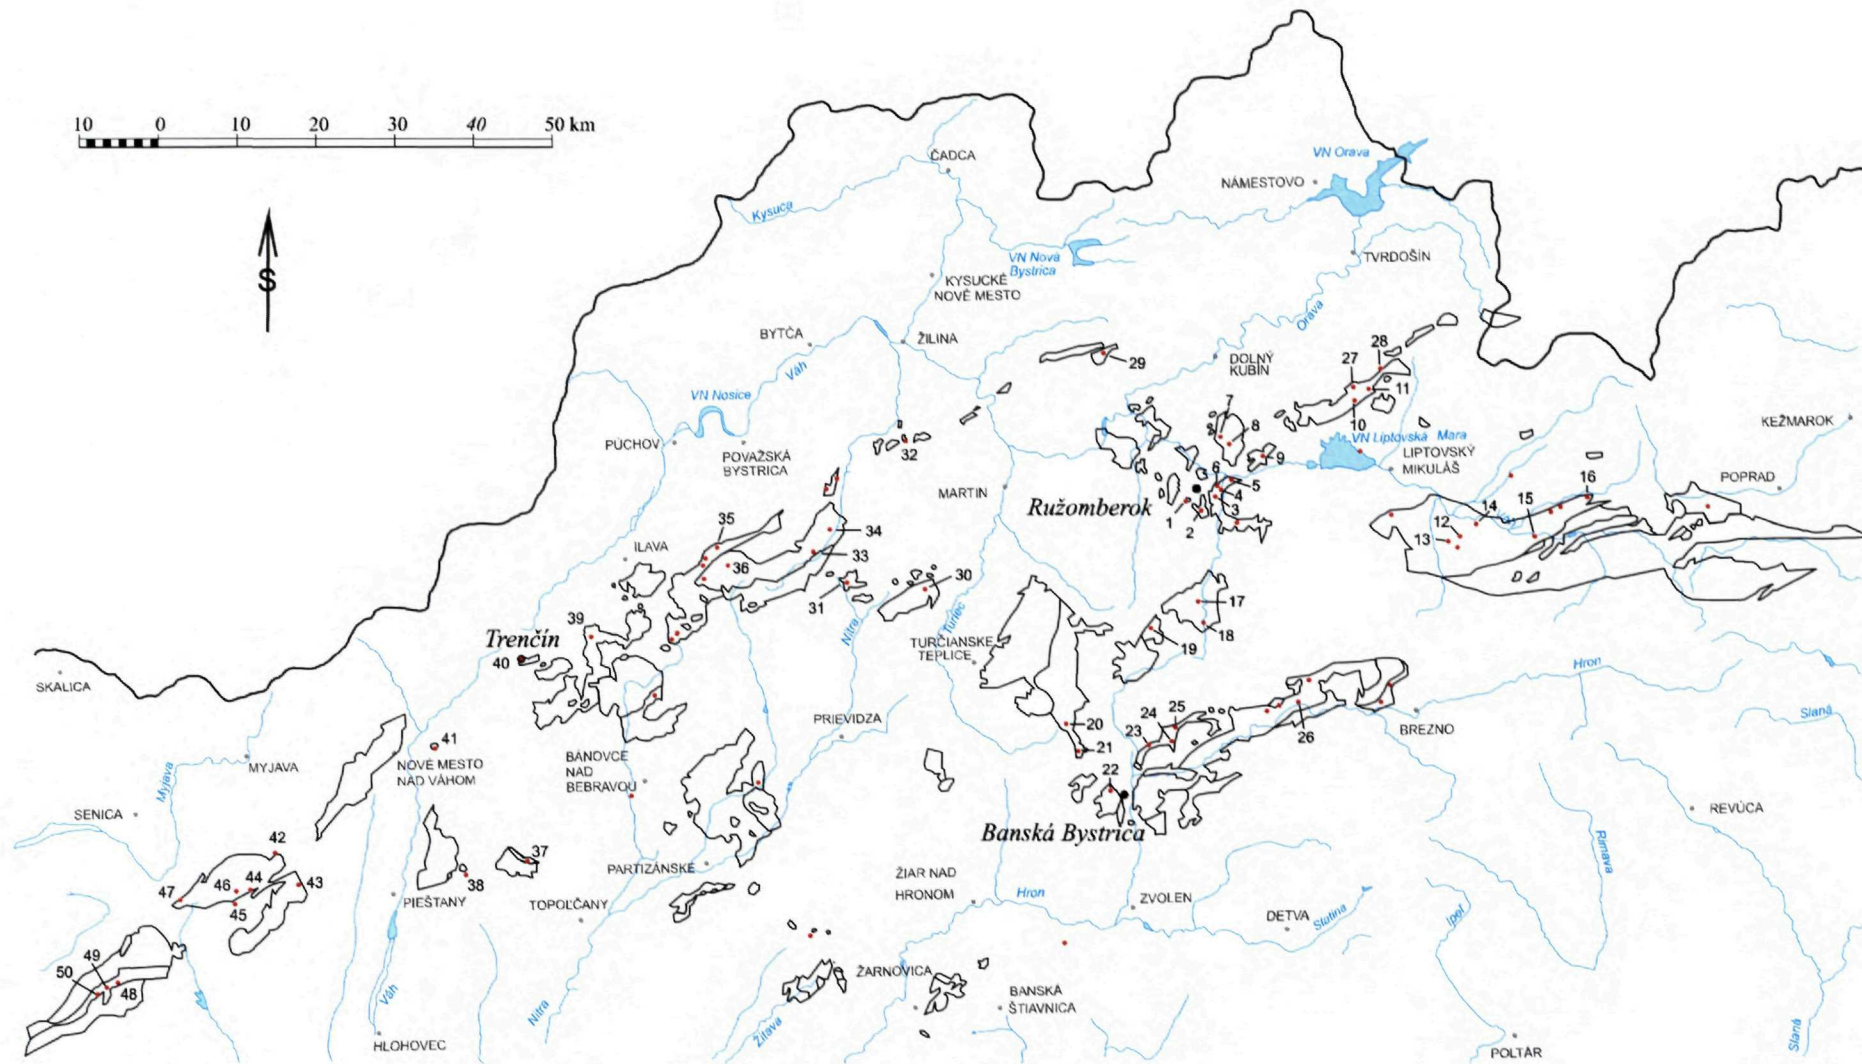 10 0 10 20 30 40 50 km
S
ČADCA
VN Orava
NÁMESTOVO
Kysuca
VN Nová
Bystrica
TVRDOŠÍN
KYSUCKÉ
NOVÉ MESTO
Orava
BYTČA
ŽILINA
Váh
29
DOLNÝ
KUBÍN
27
28
11
10
VN Nosice
PÚCHOV
POVAŽSKÁ
BYSTRICA
32
7
8
9
VN Liptovská Mara
LIPTOVSKÝ
MIKULÁŠ
KEŽMAROK
POPRAD
MARTIN
Ružomberok
6
5
4
3
1
2
16
15
14
12
13
Váh
35
34
33
36
ILAVA
31
30
17
18
19
39
Trenčín
40
Nitra
Turiec
TURČIANSKE
TEPLICE
Hron
SKALICA
Slaná
PRIEVIDZA
20
21
25
24
23
26
BREZNO
41
NOVÉ MESTO
NAD VÁHOM
MYJAVA
Myjava
BÁNOVCE
NAD
BEBRAVOU
22
Banská Bystrica
SENICA
REVÚCA
Rimava
42
43
44
46
45
47
37
38
PIEŠŤANY
PARTIZÁNSKE
TOPOĽČANY
ŽIAR NAD
HRONOM
Hron
ZVOLEN
DETVA
Slatina
Ipeľ
49
50
48
Váh
HLOHOVEC
Nitra
Žitava
ŽARNOVICA
BANSKÁ
ŠTIAVNICA
POLTÁR
Slaná